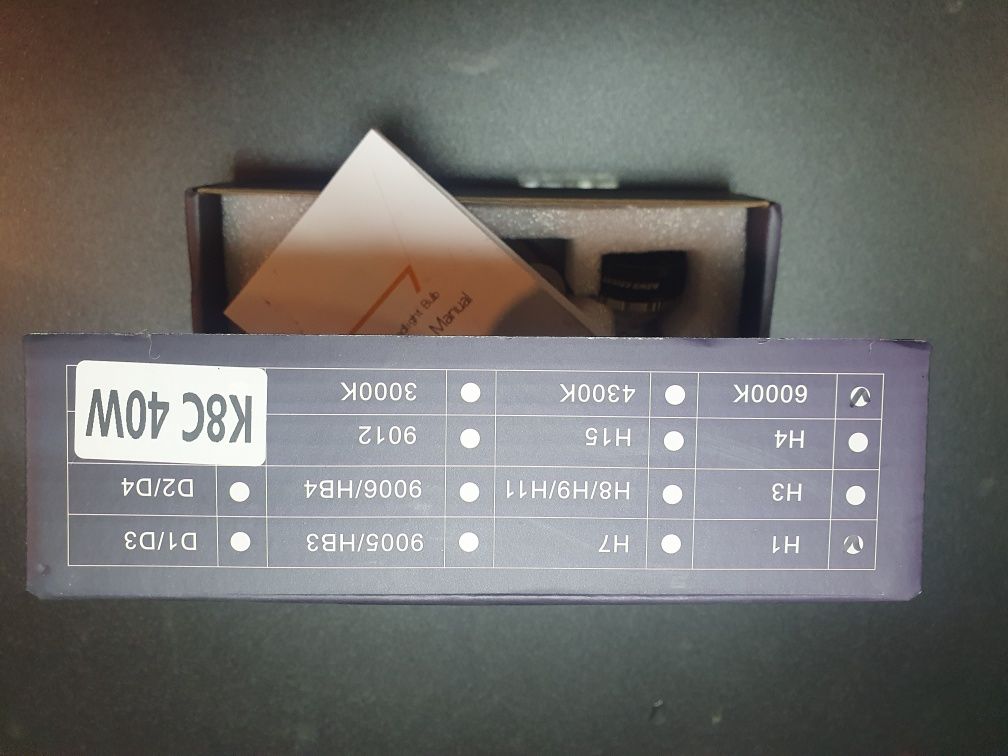 H1 H7 9005/HB3 D1/D3
H3 H8/H9/H11 9006/HB4 D2/D4
H4 H15 9012
6000K 4300K 3000K
K8C 40W
Bulb
Manual